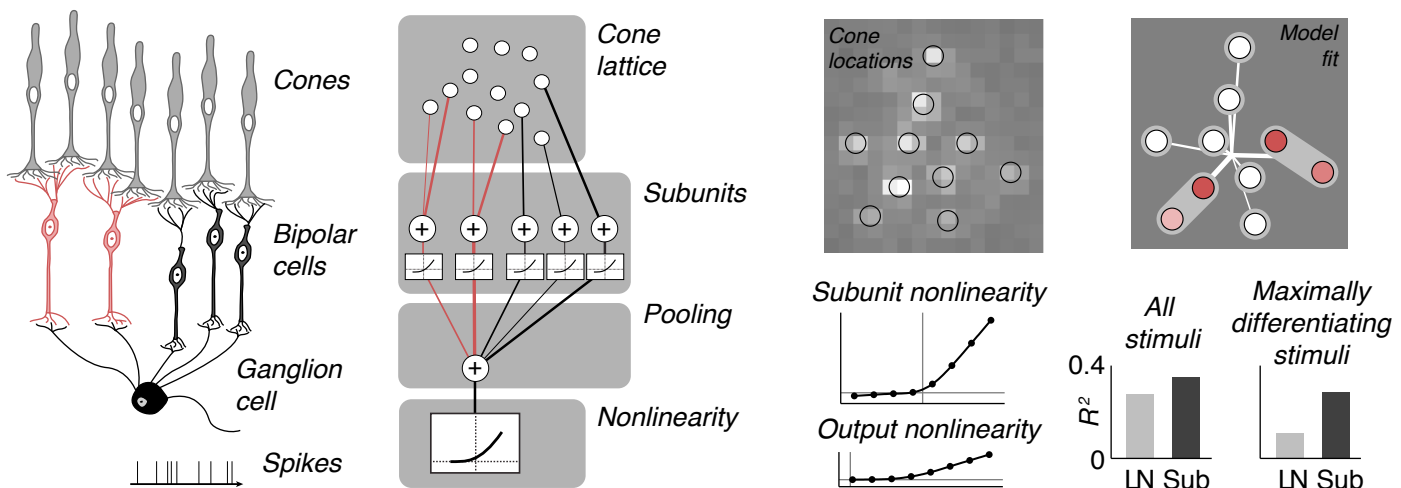 Cones
Bipolar
cells
Ganglion
cell
Spikes
Cone
lattice
Subunits
+ + + + +
Pooling
+
Nonlinearity
Cone
locations
Model
fit
Subunit nonlinearity
Output nonlinearity
All
stimuli
Maximally
differentiating
stimuli
0.4
R²
0
LN Sub
LN Sub